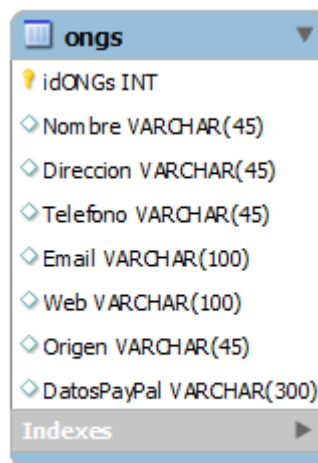 ongs
idONGs INT
Nombre VARCHAR(45)
Direccion VARCHAR(45)
Telefono VARCHAR(45)
Email VARCHAR(100)
Web VARCHAR(100)
Origen VARCHAR(45)
DatosPayPal VARCHAR(300)
Indexes